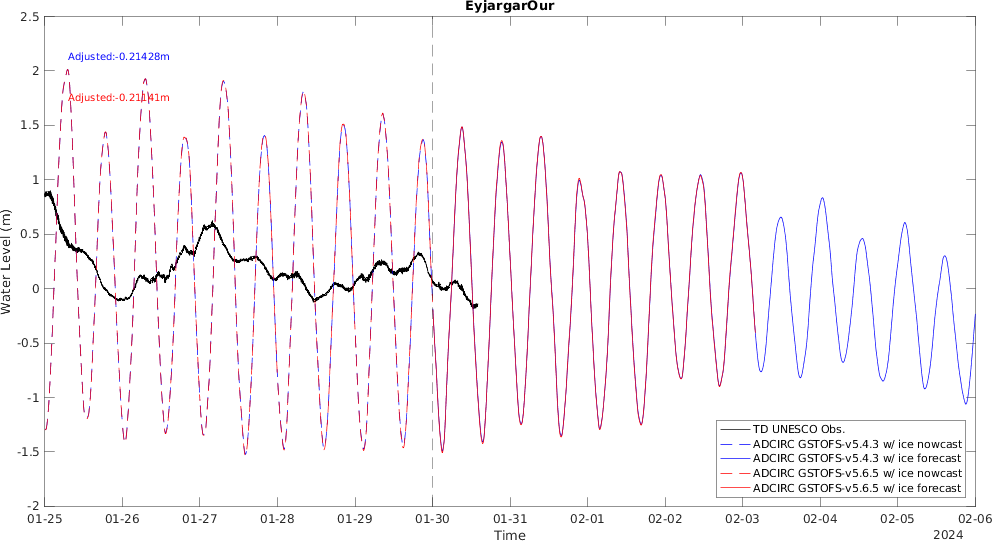 EyjargarOur
2.5
2
1.5
1
0.5
0
-0.5
-1
-1.5
-2
Water Level (m)
Adjusted:-0.21428m
Adjusted:-0.21141m
TD UNESCO Obs.
ADCIRC GSTOFS-v5.4.3 w/ ice nowcast
ADCIRC GSTOFS-v5.4.3 w/ ice forecast
ADCIRC GSTOFS-v5.6.5 w/ ice nowcast
ADCIRC GSTOFS-v5.6.5 w/ ice forecast
01-25 01-26 01-27 01-28 01-29 01-30 01-31 02-01 02-02 02-03 02-04 02-05 02-06
Time
2024